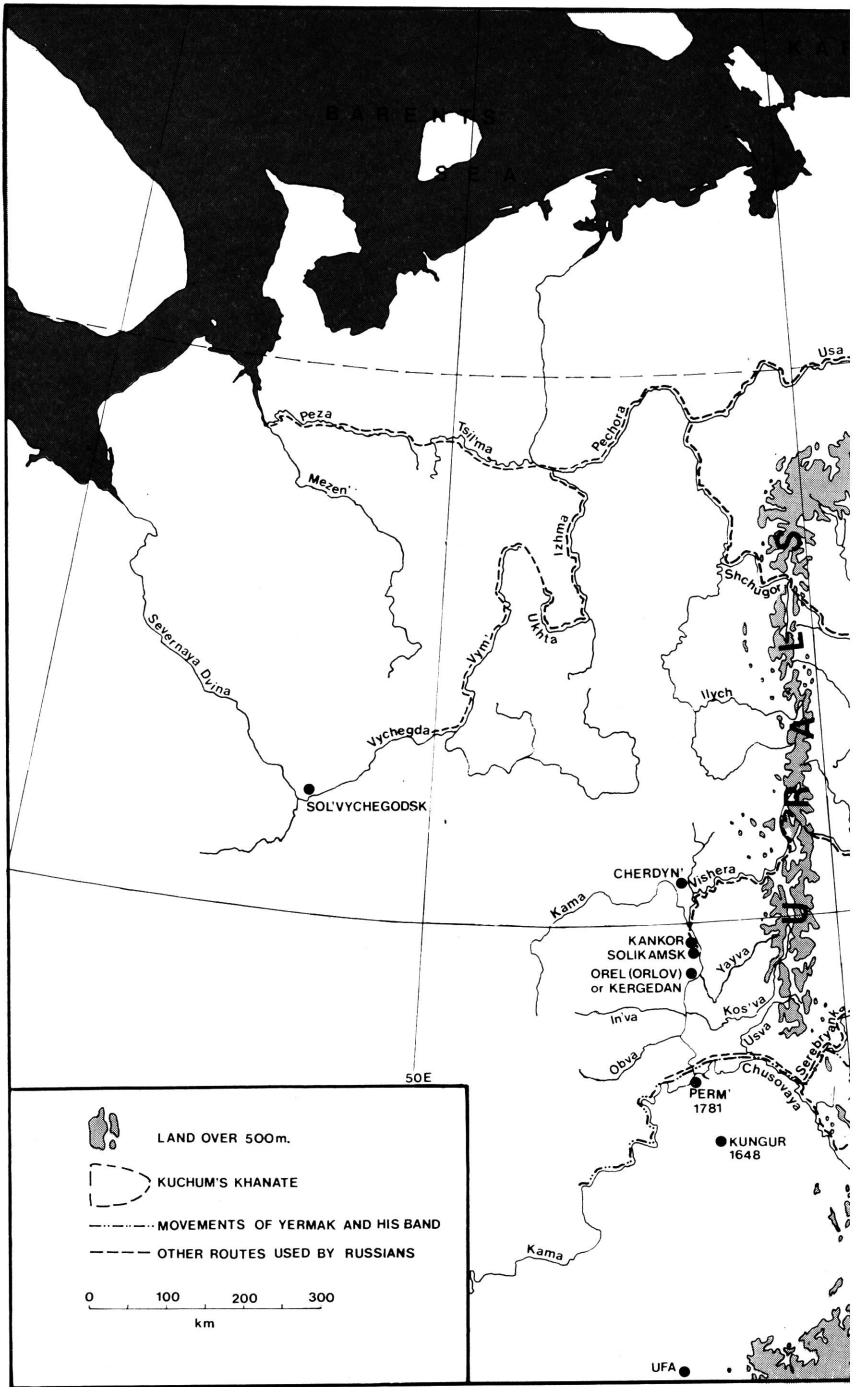 KA
BARENTS
SEA
Usa
Peza
Tsil'ma
Pechora
Mezen'
Izhma
Shchugor
Severnaya Dvina
Vym'
Ukhta
Ilych
Vychegda
URALS
SOL'VYCHEGODSK
CHERDYN'
Vishera
Kama
KANKOR
SOLIKAMSK
Yayva
OREL (ORLOV)
or KERGEDAN
Kos'va
In'va
Usva
Serebryank
Obva
Chusovaya
50E
PERM'
1781
KUNGUR
1648
LAND OVER 500m.
KUCHUM'S KHANATE
MOVEMENTS OF YERMAK AND HIS BAND
OTHER ROUTES USED BY RUSSIANS
0 100 200 300
km
Kama
UFA